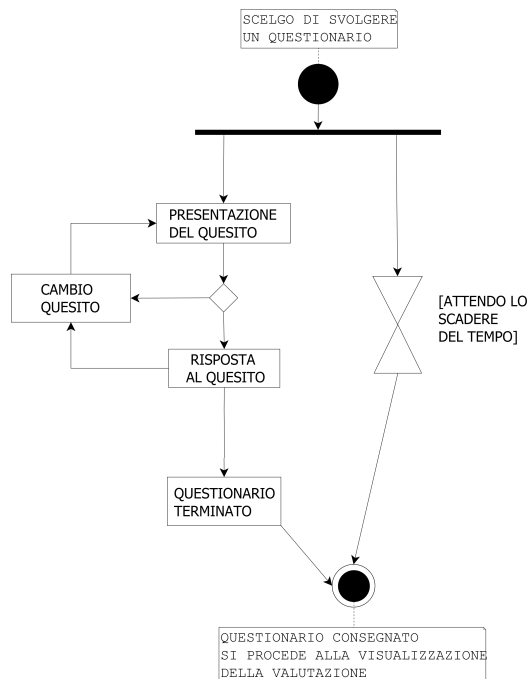 SCELGO DI SVOLGERE
UN QUESTIONARIO
PRESENTAZIONE
DEL QUESITO
CAMBIO
QUESITO
[ATTENDO LO
SCADERE
DEL TEMPO]
RISPOSTA
AL QUESITO
QUESTIONARIO
TERMINATO
QUESTIONARIO CONSEGNATO
SI PROCEDE ALLA VISUALIZZAZIONE
DELLA VALUTAZIONE